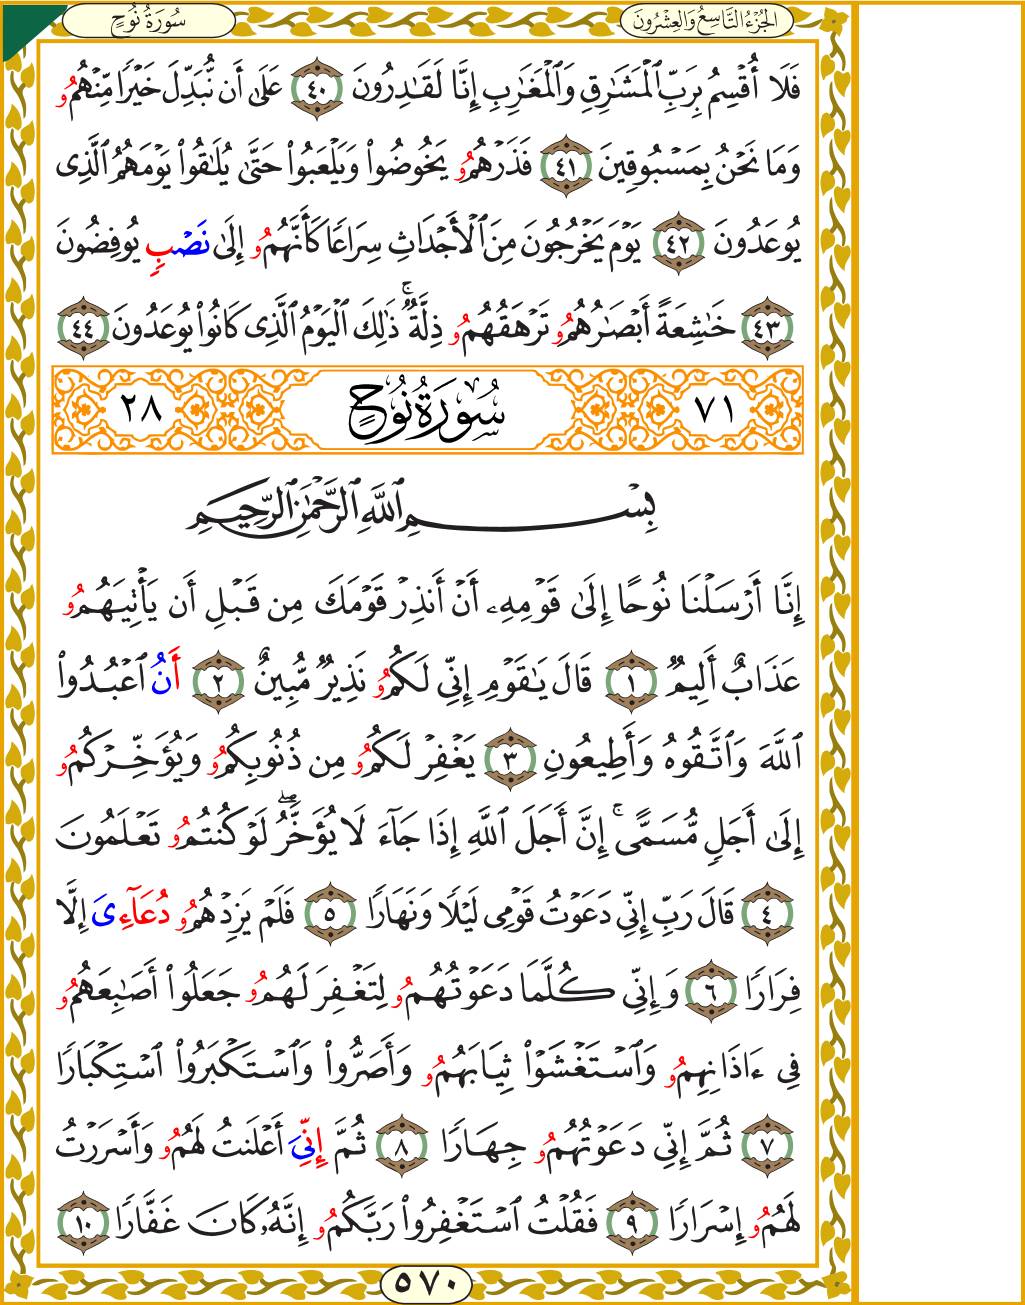 الجُزْءُ التَّاسِعُ وَالعِشْرُونَ
سُورَةُ نُوحٍ
فَلَا أُقْسِمُ بِرَبِّ ٱلْمَشَٰرِقِ وَٱلْمَغَٰرِبِ إِنَّا لَقَٰدِرُونَ ٤٠ عَلَىٰ أَن نُّبَدِّلَ خَيْرًا مِّنْهُمُۥ
وَمَا نَحْنُ بِمَسْبُوقِينَ ٤١ فَذَرْهُمُۥ يَخُوضُوا۟ وَيَلْعَبُوا۟ حَتَّىٰ يُلَٰقُوا۟ يَوْمَهُمُ ٱلَّذِى
يُوعَدُونَ ٤٢ يَوْمَ يَخْرُجُونَ مِنَ ٱلْأَجْدَاثِ سِرَاعًا كَأَنَّهُمُۥ إِلَىٰ نَصْبٍ يُوفِضُونَ
٤٣ خَٰشِعَةً أَبْصَٰرُهُمُۥ تَرْهَقُهُمُۥ ذِلَّةٌ ۚ ذَٰلِكَ ٱلْيَوْمُ ٱلَّذِى كَانُوا۟ يُوعَدُونَ ٤٤
٧١ سُورَةُ نُوحٍ ٢٨
بِسْمِ ٱللَّهِ ٱلرَّحْمَٰنِ ٱلرَّحِيمِ
إِنَّا أَرْسَلْنَا نُوحًا إِلَىٰ قَوْمِهِۦ أَنْ أَنذِرْ قَوْمَكَ مِن قَبْلِ أَن يَأْتِيَهُمُۥ
عَذَابٌ أَلِيمٌ ١ قَالَ يَٰقَوْمِ إِنِّى لَكُمُۥ نَذِيرٌ مُّبِينٌ ٢ أَنُ ٱعْبُدُوا۟
ٱللَّهَ وَٱتَّقُوهُ وَأَطِيعُونِ ٣ يَغْفِرْ لَكُمُۥ مِن ذُنُوبِكُمُۥ وَيُؤَخِّرْكُمُۥ
إِلَىٰ أَجَلٍ مُّسَمًّى ۚ إِنَّ أَجَلَ ٱللَّهِ إِذَا جَآءَ لَا يُؤَخَّرُ ۖ لَوْ كُنتُمُۥ تَعْلَمُونَ
٤ قَالَ رَبِّ إِنِّى دَعَوْتُ قَوْمِى لَيْلًا وَنَهَارًا ٥ فَلَمْ يَزِدْهُمُۥ دُعَآءِىَ إِلَّا
فِرَارًا ٦ وَإِنِّى كُلَّمَا دَعَوْتُهُمُۥ لِتَغْفِرَ لَهُمُۥ جَعَلُوا۟ أَصَٰبِعَهُمُۥ
فِى ءَاذَانِهِمُۥ وَٱسْتَغْشَوْا۟ ثِيَابَهُمُۥ وَأَصَرُّوا۟ وَٱسْتَكْبَرُوا۟ ٱسْتِكْبَارًا
٧ ثُمَّ إِنِّى دَعَوْتُهُمُۥ جِهَارًا ٨ ثُمَّ إِنِّىَ أَعْلَنتُ لَهُمُۥ وَأَسْرَرْتُ
لَهُمُۥ إِسْرَارًا ٩ فَقُلْتُ ٱسْتَغْفِرُوا۟ رَبَّكُمُۥ إِنَّهُۥ كَانَ غَفَّارًا ١٠
٥٧٠